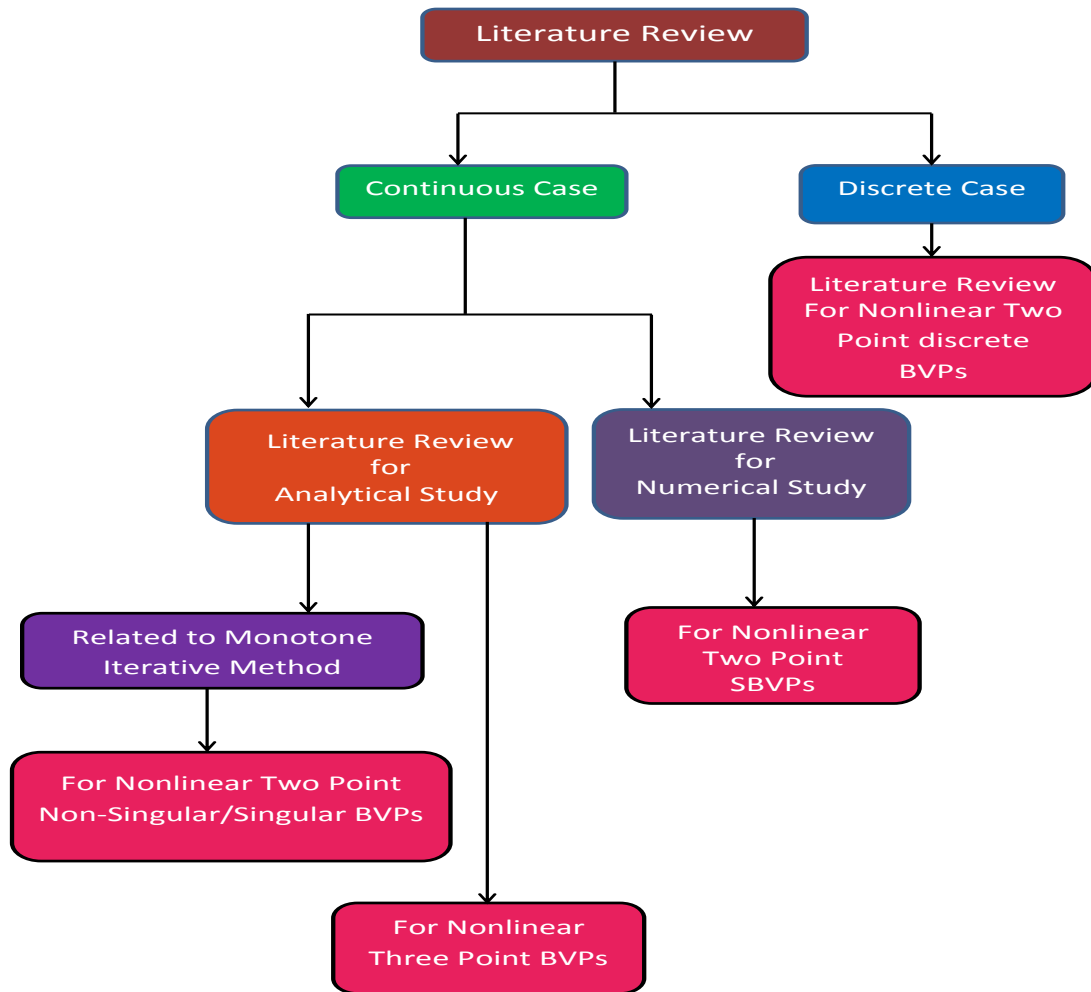 Literature Review
Continuous Case
Discrete Case
Literature Review
For Nonlinear Two
Point discrete
BVPs
Literature Review
for
Analytical Study
Literature Review
for
Numerical Study
Related to Monotone
Iterative Method
For Nonlinear
Two Point
SBVPs
For Nonlinear Two Point
Non-Singular/Singular BVPs
For Nonlinear
Three Point BVPs